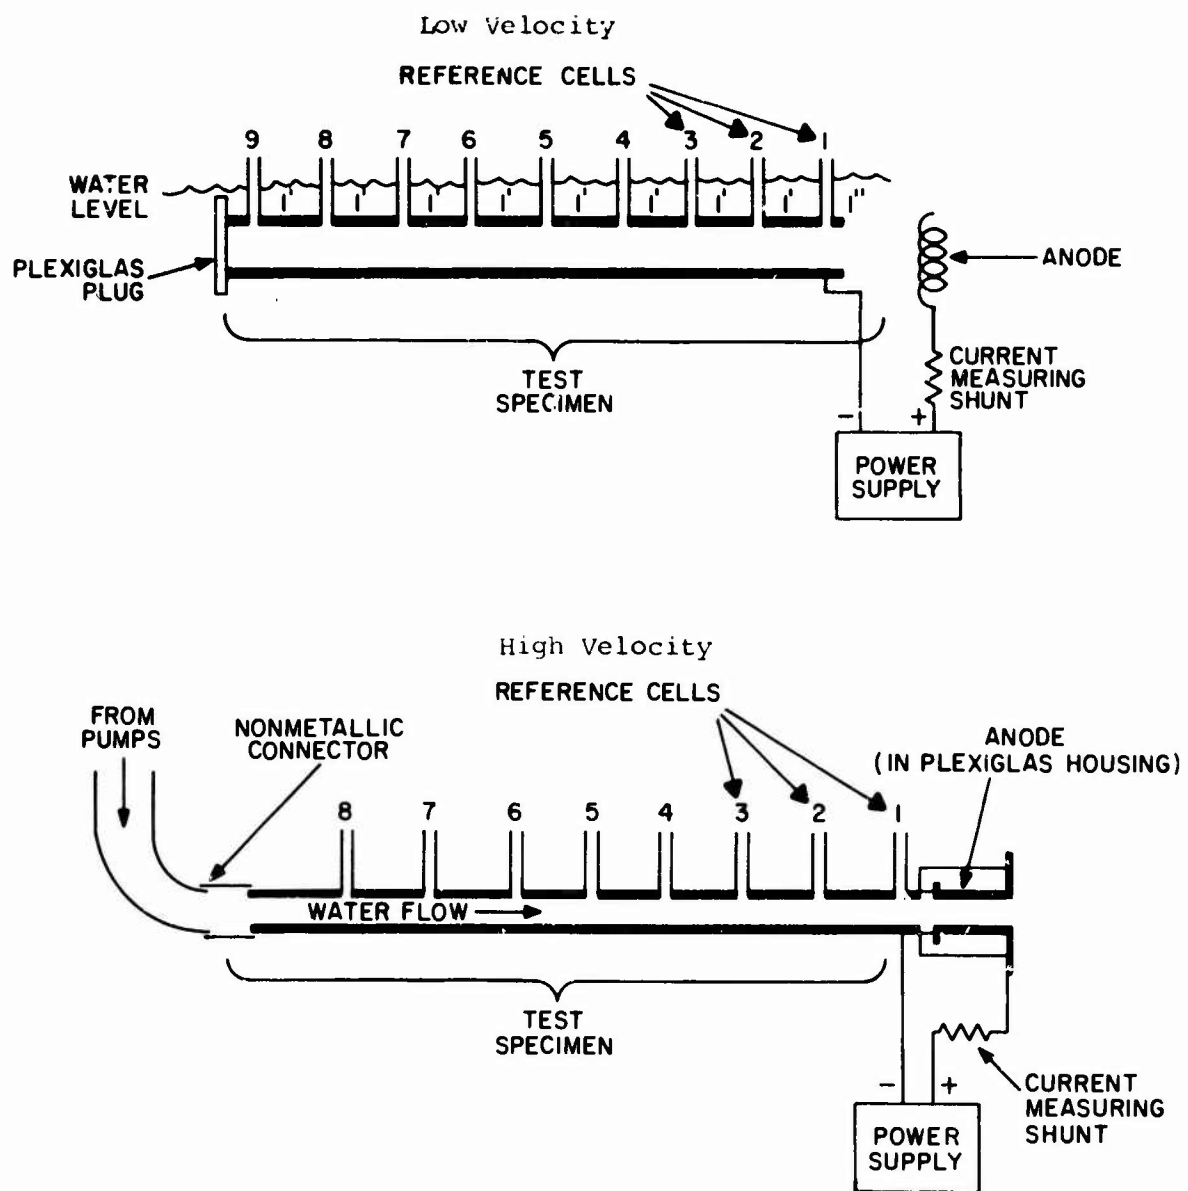 Low Velocity
REFERENCE CELLS
9 8 7 6 5 4 3 2 1
WATER
LEVEL
1' 1' 1' 1' 1' 1' 1' 1' 1"
PLEXIGLAS
PLUG
ANODE
TEST
SPECIMEN
CURRENT
MEASURING
SHUNT
- +
POWER
SUPPLY
High Velocity
REFERENCE CELLS
FROM
PUMPS
NONMETALLIC
CONNECTOR
ANODE
(IN PLEXIGLAS HOUSING)
8 7 6 5 4 3 2 1
WATER FLOW
TEST
SPECIMEN
- +
CURRENT
MEASURING
SHUNT
POWER
SUPPLY